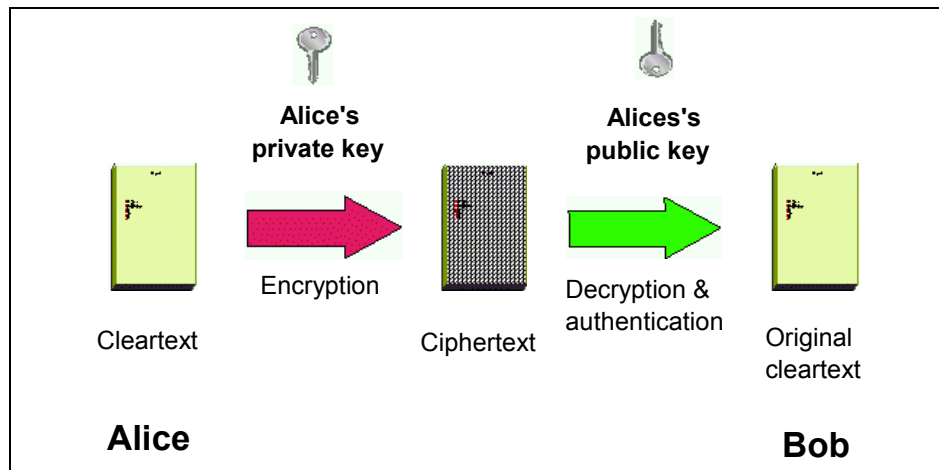 Alice's
private key
Alices's
public key
Encryption
Decryption &
authentication
Cleartext
Ciphertext
Original
cleartext
Alice
Bob